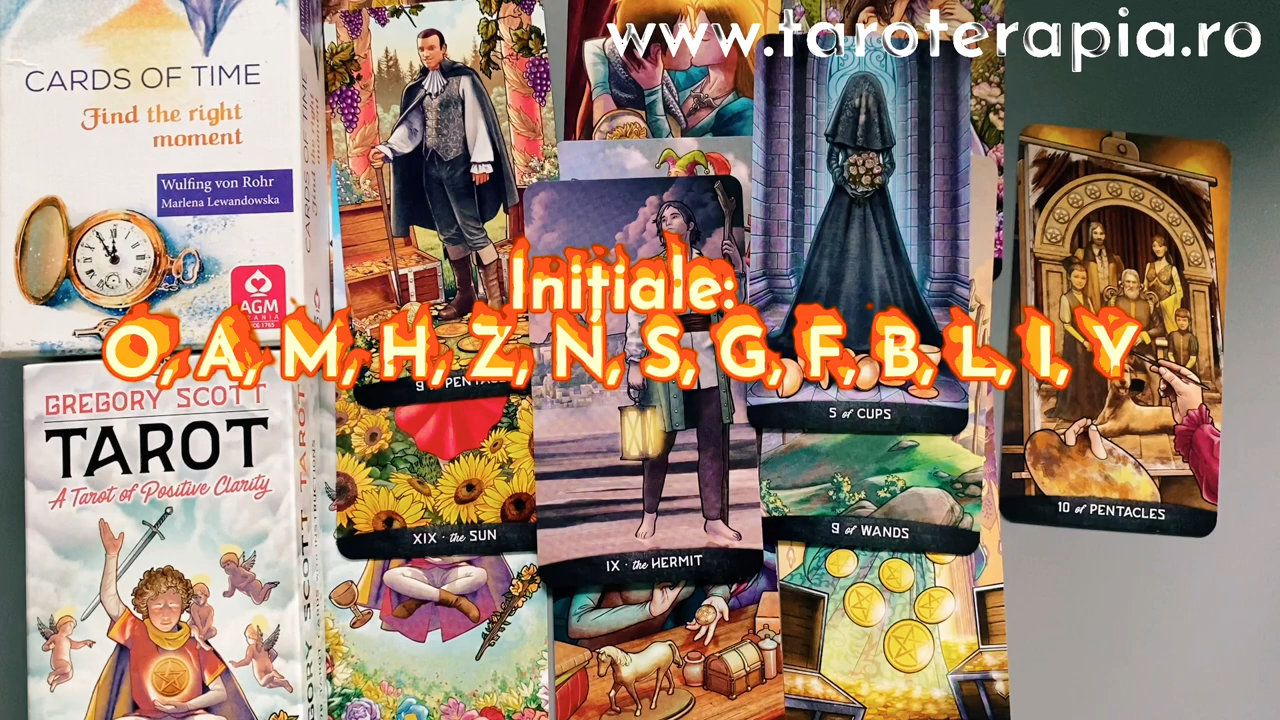 www.taroterapia.ro
CARDS OF TIME
Find the right
moment
Wulfing von Rohr
Marlena Lewandowska
AGM
Inițiale:
O, A, M, H, Z, N, S, G, F, B, L, I, Y
GREGORY SCOTT
TAROT
A Tarot of Positive Clarity
5 of CUPS
10 of PENTACLES
XIX · the SUN
9 of WANDS
IX · the HERMIT